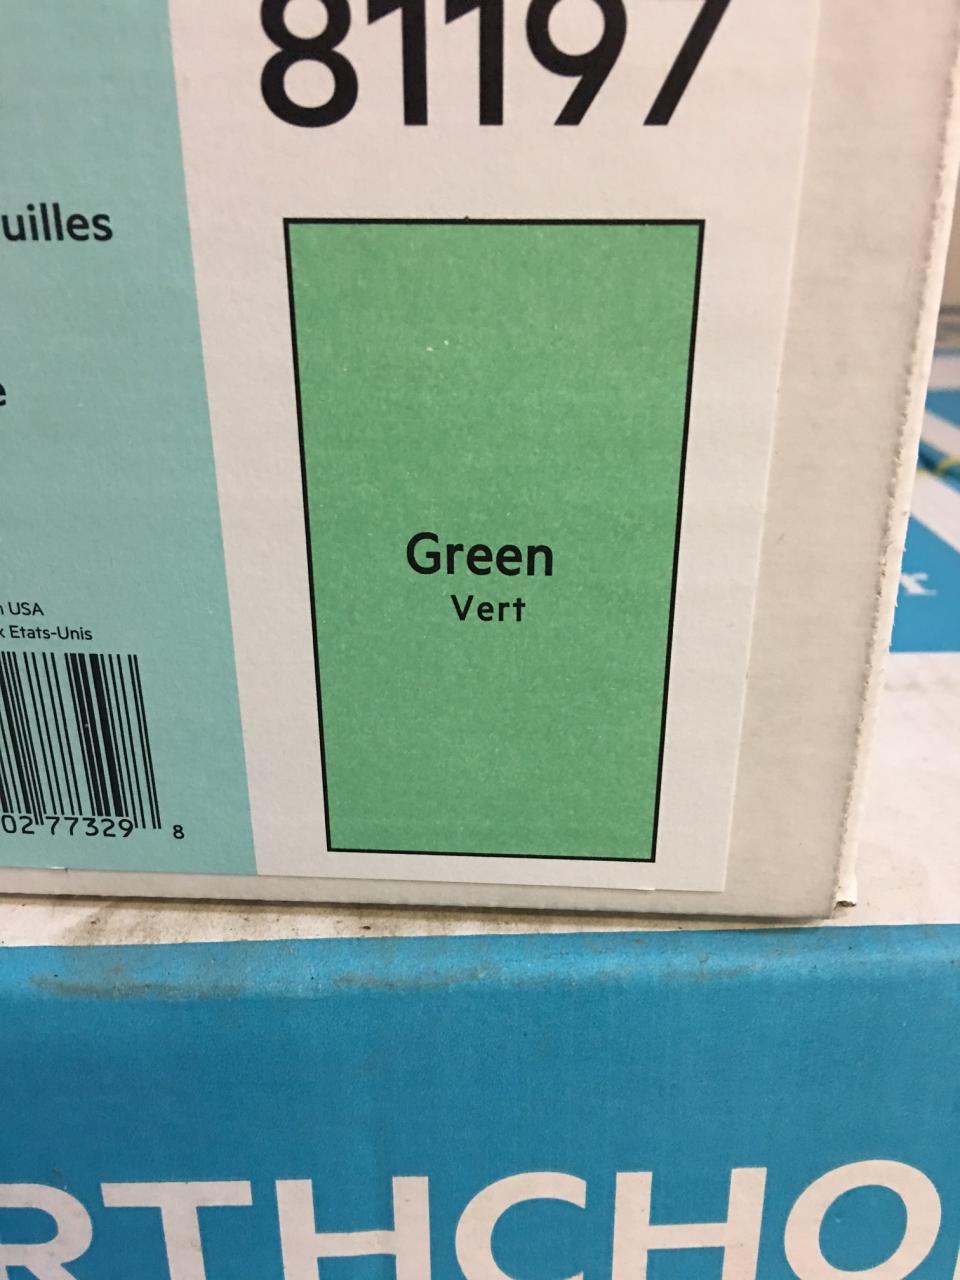 81197
uilles
e
Green
Vert
n USA
x Etats-Unis
02 77329 8
RTHCHO